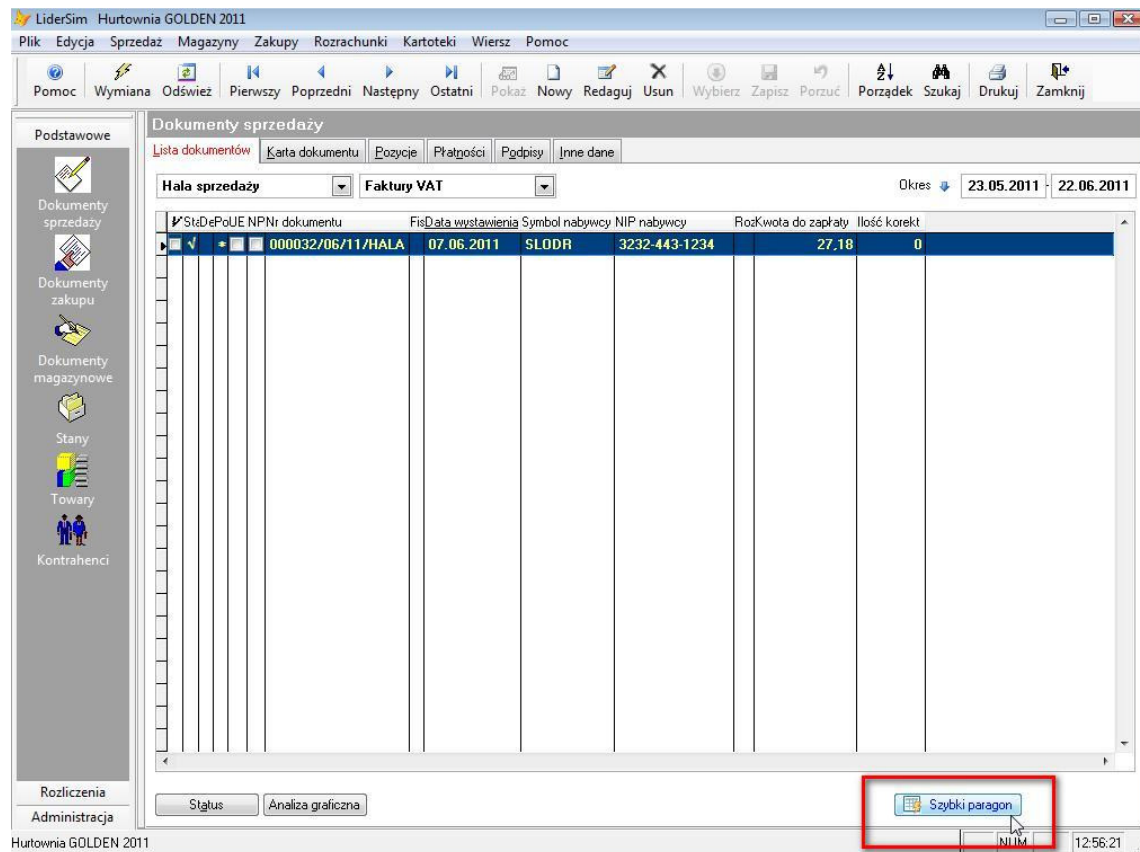 LiderSim Hurtownia GOLDEN 2011
Plik Edycja Sprzedaż Magazyny Zakupy Rozrachunki Kartoteki Wiersz Pomoc
Pomoc Wymiana Odśwież Pierwszy Poprzedni Następny Ostatni Pokaż Nowy Redaguj Usun Wybierz Zapisz Porzuć Porządek Szukaj Drukuj Zamknij
Podstawowe
Dokumenty sprzedaży
Lista dokumentów Karta dokumentu Pozycje Płatności Podpisy Inne dane
Hala sprzedaży Faktury VAT Okres 23.05.2011 - 22.06.2011
StaDePoUE NPNr dokumentu FisData wystawienia Symbol nabywcy NIP nabywcy RozKwota do zapłaty Ilość korekt
000032/06/11/HALA 07.06.2011 SLODR 3232-443-1234 27,18 0
Dokumenty
sprzedaży
Dokumenty
zakupu
Dokumenty
magazynowe
Stany
Towary
Kontrahenci
Rozliczenia
Administracja
Status Analiza graficzna Szybki paragon
Hurtownia GOLDEN 2011 NUM 12:56:21